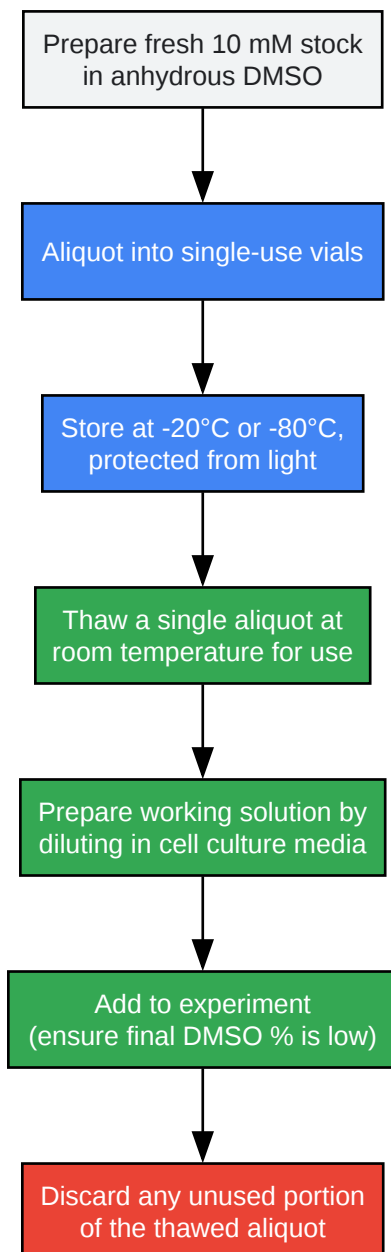 Prepare fresh 10 mM stock
in anhydrous DMSO
Aliquot into single-use vials
Store at -20°C or -80°C,
protected from light
Thaw a single aliquot at
room temperature for use
Prepare working solution by
diluting in cell culture media
Add to experiment
(ensure final DMSO % is low)
Discard any unused portion
of the thawed aliquot